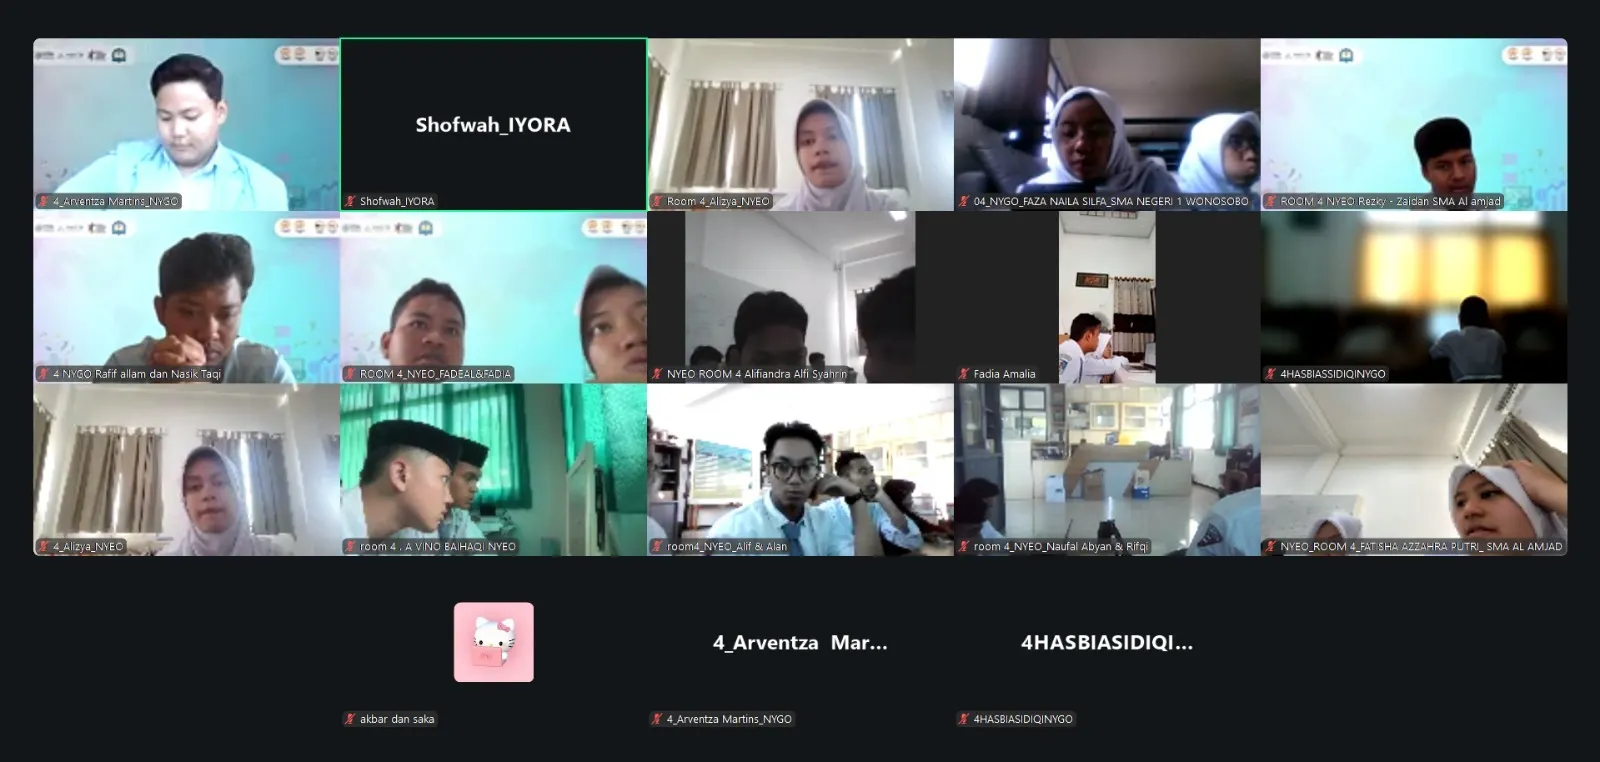 4_Arventza Martins_NYGO
Shofwah_IYORA
Shofwah_IYORA
Room 4_Alizya_NYEO
04_NYGO_FAZA NAILA SILFA_SMA NEGERI 1 WONOSOBO
ROOM 4 NYEO Rezky - Zaidan SMA Al amjad
4 NYGO Rafif allam dan Nasik Taqi
ROOM 4_NYEO_FADEAL&FADIA
NYEO ROOM 4 Alifiandra Alfi Syahrin
Fadia Amalia
4HASBIASSIDIQINYGO
4_Alizya_NYEO
room 4 . A VINO BAIHAQI NYEO
room4_NYEO_Alif & Alan
room 4_NYEO_Naufal Abyan & Rifqi
NYEO_ROOM 4_FATISHA AZZAHRA PUTRI_ SMA AL AMJAD
4_Arventza Mar...
4HASBIASIDIQI...
akbar dan saka
4_Arventza Martins_NYGO
4HASBIASIDIQINYGO